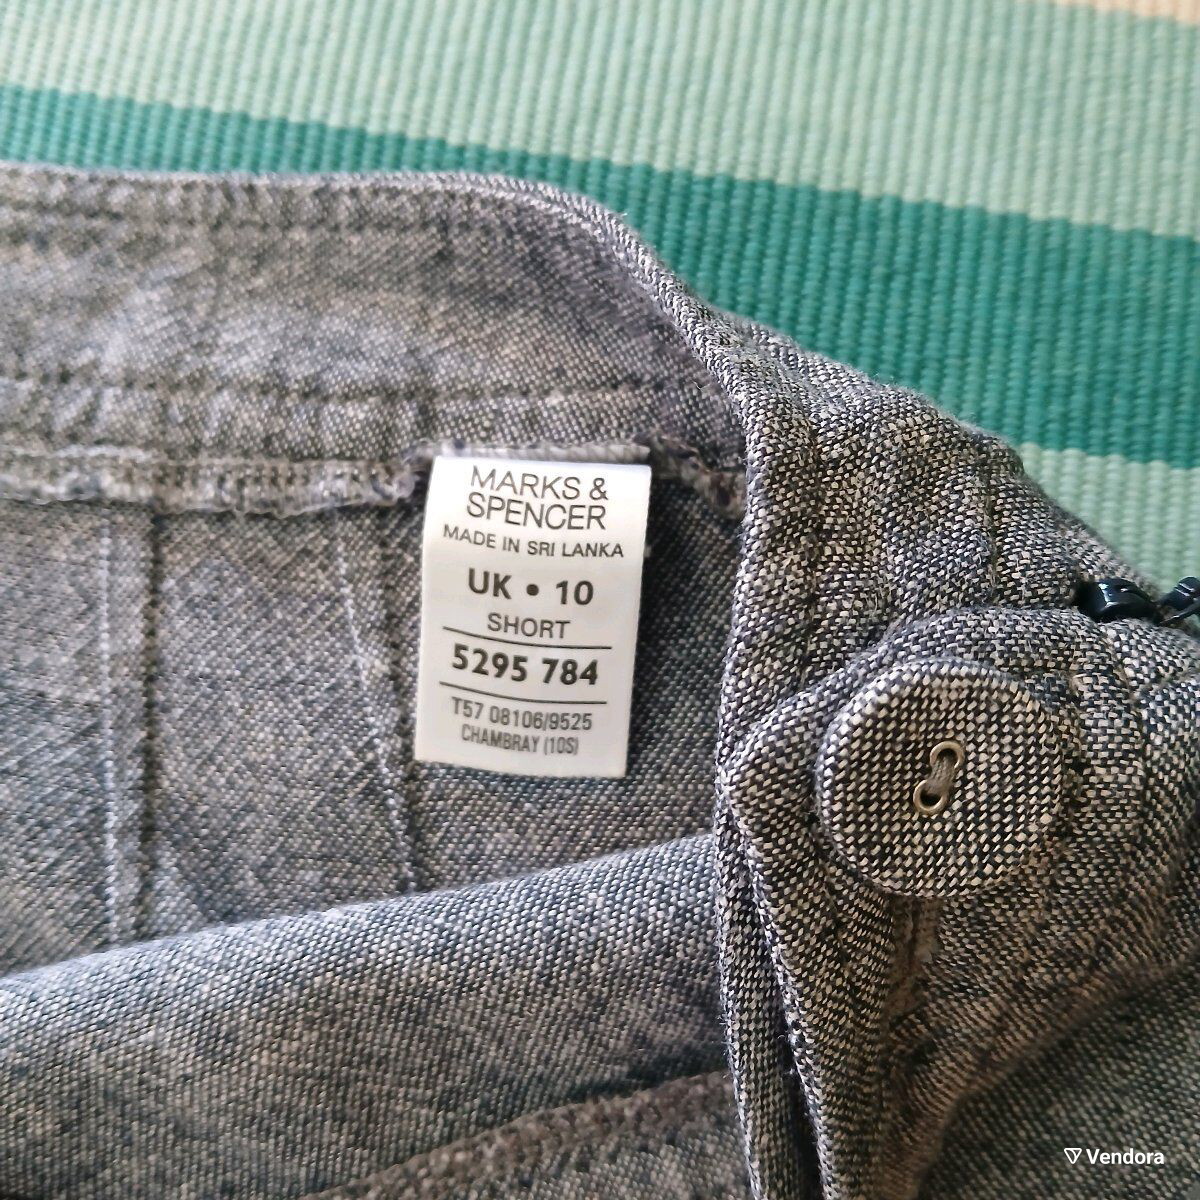 MARKS &
SPENCER
MADE IN SRI LANKA
UK • 10
SHORT
5295 784
T57 08106/9525
CHAMBRAY (10S)
Vendora